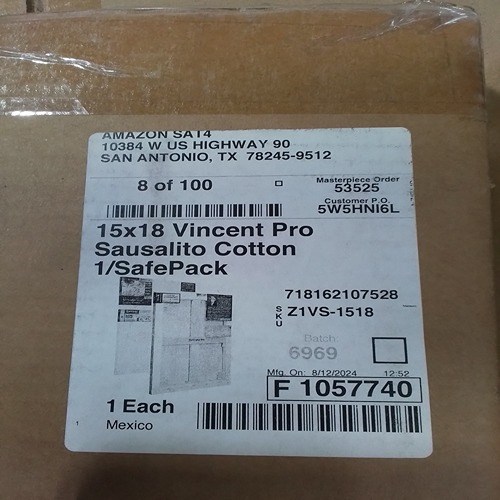 AMAZON SAT4
10384 W US HIGHWAY 90
SAN ANTONIO, TX 78245-9512
8 of 100
Masterpiece Order
53525
Customer P.O.
5W5HNI6L
15x18 Vincent Pro
Sausalito Cotton
1/SafePack
718162107528
SKU Z1VS-1518
Batch:
6969
Mfg. On: 8/12/2024 12:52
F 1057740
1 Each
Mexico
1